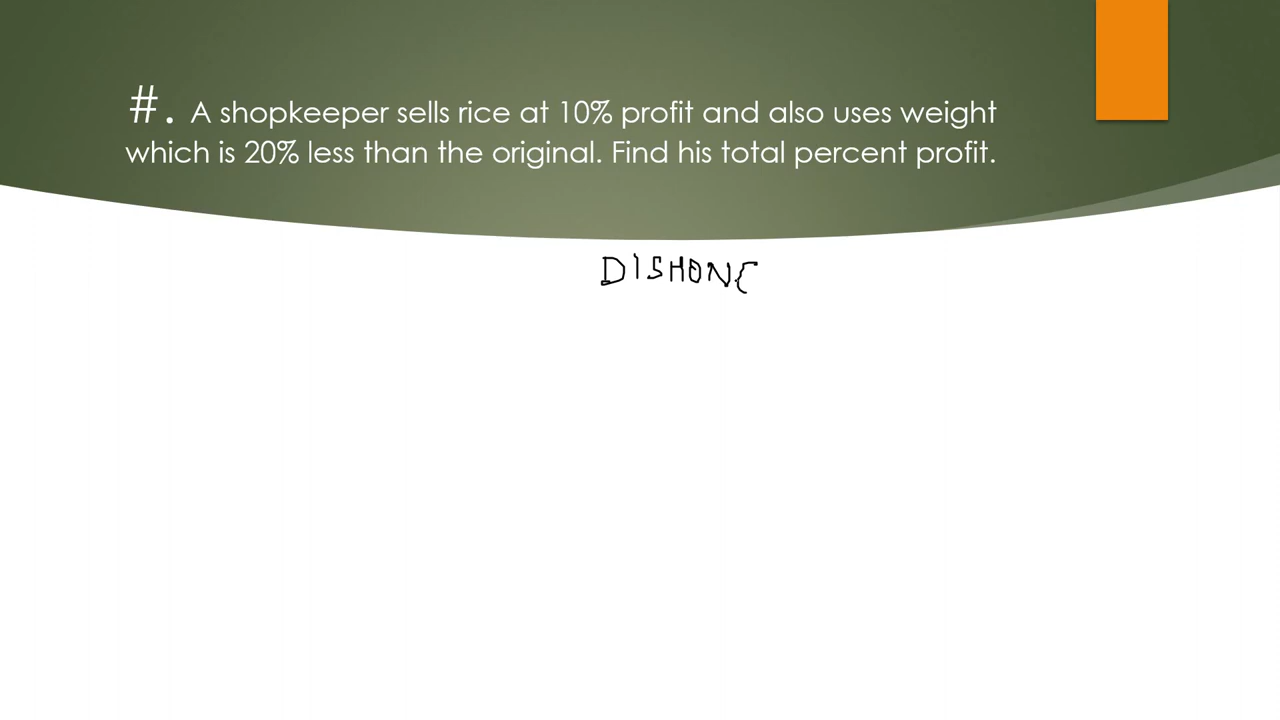 #. A shopkeeper sells rice at 10% profit and also uses weight
which is 20% less than the original. Find his total percent profit.
DISHON